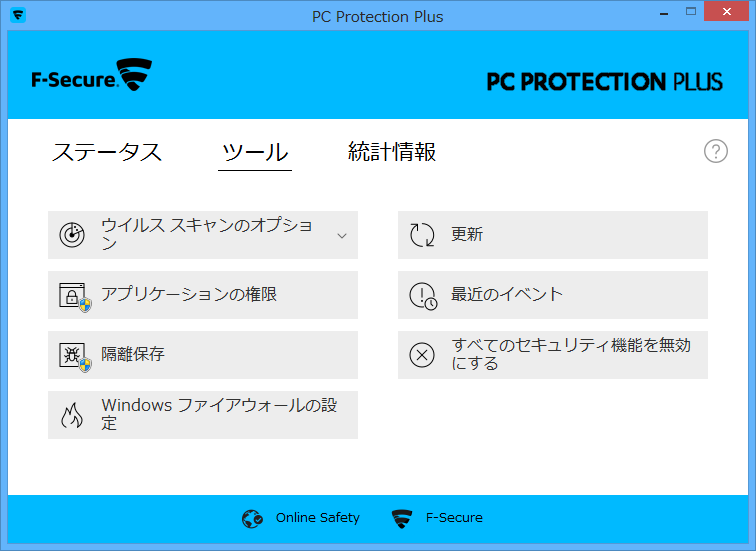 PC Protection Plus
F-Secure.
PC PROTECTION PLUS
ステータス
ツール
統計情報
?
ウイルス スキャンのオプショ
ン
アプリケーションの権限
隔離保存
Windows ファイアウォールの設
定
更新
最近のイベント
すべてのセキュリティ機能を無効
にする
Online Safety
F-Secure